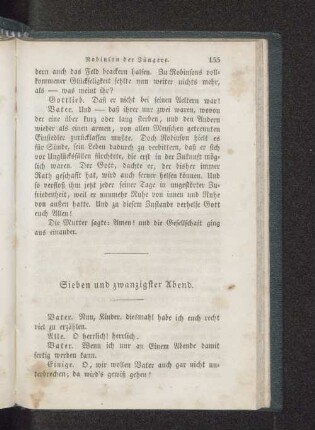 Robinson der Jüngere. 155
dern auch das Feld beackern halfen. Zu Robinsons voll-
kommener Glückseligkeit fehlte nun weiter nichts mehr,
als — was meint ihr?
Gottlieb. Daß er nicht bei seinen Aeltern war!
Vater. Und — daß ihrer nur zwei waren, wovon
der eine über kurz oder lang sterben, und den Andern
wieder als einen armen, von allen Menschen getrennten
Einsiedler zurücklassen mußte. Doch Robinson hielt es
für Sünde, sein Leben dadurch zu verbittern, daß er sich
vor Unglücksfällen fürchtete, die erst in der Zukunft mög-
lich waren. Der Gott, dachte er, der bisher immer
Rath geschafft hat, wird auch ferner helfen können. Und
so verfloß ihm jetzt jeder seiner Tage in ungestörter Zu-
friedenheit, weil er nunmehr Ruhe von innen und Ruhe
von außen hatte. Und zu diesem Zustande verhelfe Gott
euch Allen!
Die Mutter sagte: Amen! und die Gesellschaft ging
aus einander.
Sieben und zwanzigster Abend.
Vater. Nun, Kinder, diesmal habe ich euch recht
viel zu erzählen.
Alle. O herrlich! herrlich.
Vater. Wenn ich nur an Einem Abende damit
fertig werden kann.
Einige. O, wir wollen Vater auch gar nicht un-
terbrechen; da wird's gewiß gehen!